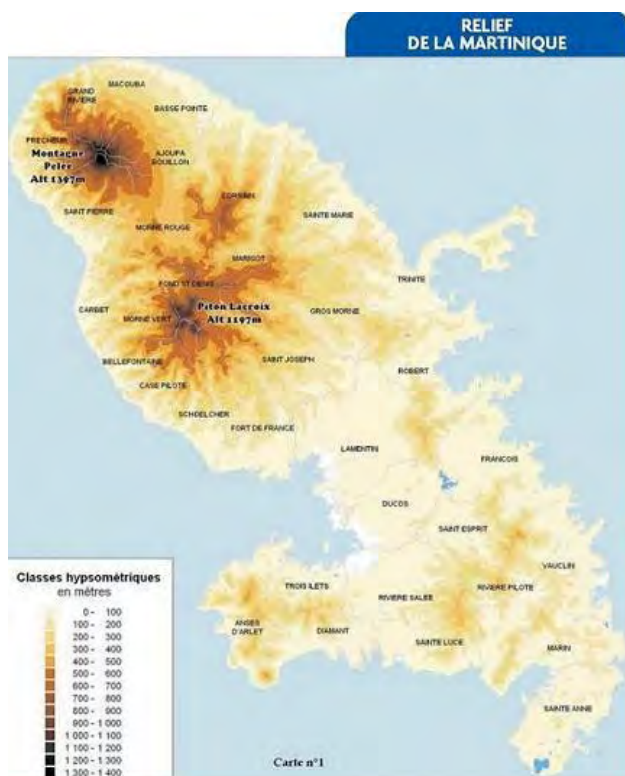 RELIEF
DE LA MARTINIQUE
MACOUBA
GRAND
RIVIERE
BASSE POINTE
PRECHEUR
Montagne
Pelée
Alt 1397m
AJOUPA
BOUILLON
SAINT PIERRE
LORRAIN
SAINTE MARIE
MORNE ROUGE
MARIGOT
TRINITE
FOND ST DENIS
CARBET
MORNE VERT
Piton Lacroix
Alt 1197m
GROS MORNE
BELLEFONTAINE
SAINT JOSEPH
ROBERT
CASE PILOTE
SCHOELCHER
FORT DE FRANCE
LAMENTIN
FRANCOIS
DUCOS
SAINT ESPRIT
VAUCLIN
TROIS ILETS
RIVIERE SALEE
RIVIERE PILOTE
ANSES
D'ARLET
DIAMANT
SAINTE LUCE
MARIN
SAINTE ANNE
Classes hypsométriques
en mètres
0 - 100
100 - 200
200 - 300
300 - 400
400 - 500
500 - 600
600 - 700
700 - 800
800 - 900
900 - 1 000
1 000 - 1 100
1 100 - 1 200
1 200 - 1 300
1 300 - 1 400
Carte n°1